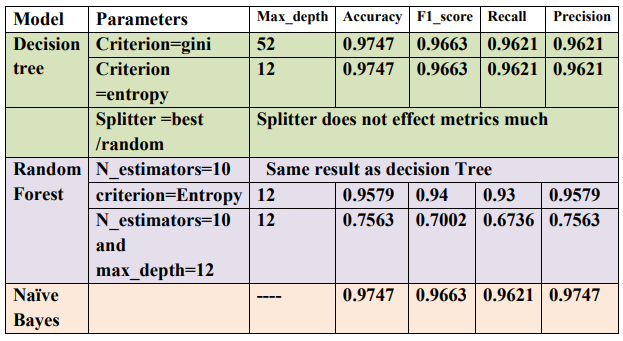 Model Parameters Max_depth Accuracy F1_score Recall Precision
Decision tree Criterion=gini 52 0.9747 0.9663 0.9621 0.9621
Criterion =entropy 12 0.9747 0.9663 0.9621 0.9621
Splitter =best /random Splitter does not effect metrics much
Random Forest N_estimators=10 Same result as decision Tree
criterion=Entropy 12 0.9579 0.94 0.93 0.9579
N_estimators=10 and max_depth=12 12 0.7563 0.7002 0.6736 0.7563
Naïve Bayes ---- 0.9747 0.9663 0.9621 0.9747